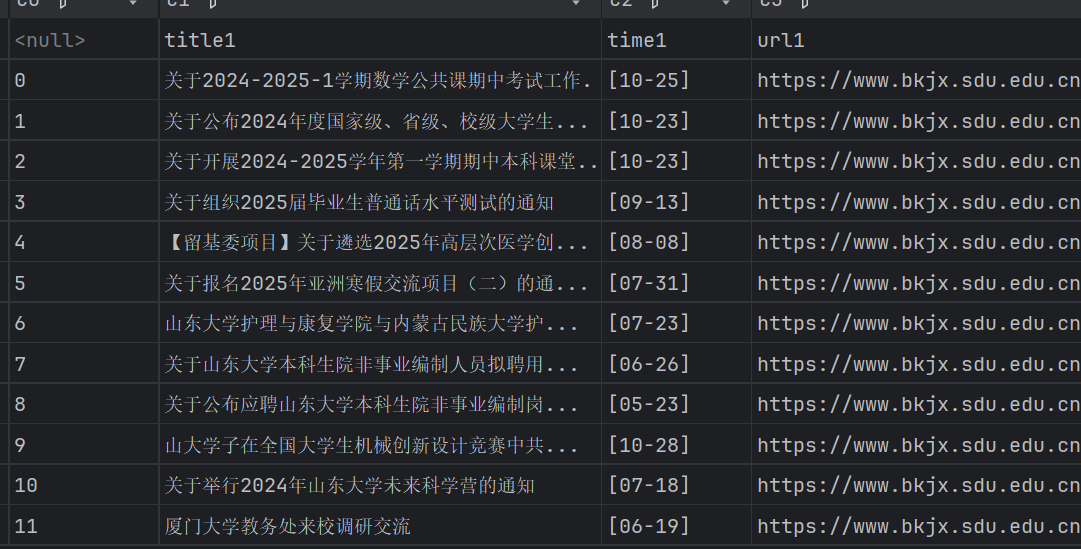 c0 c1 c2 c3
<null> title1 time1 url1
0 关于2024-2025-1学期数学公共课期中考试工作. [10-25] https://www.bkjx.sdu.edu.cn
1 关于公布2024年度国家级、省级、校级大学生... [10-23] https://www.bkjx.sdu.edu.cn
2 关于开展2024-2025学年第一学期期中本科课堂.. [10-23] https://www.bkjx.sdu.edu.cn
3 关于组织2025届毕业生普通话水平测试的通知 [09-13] https://www.bkjx.sdu.edu.cn
4 【留基委项目】关于遴选2025年高层次医学创... [08-08] https://www.bkjx.sdu.edu.cn
5 关于报名2025年亚洲寒假交流项目（二）的通... [07-31] https://www.bkjx.sdu.edu.cn
6 山东大学护理与康复学院与内蒙古民族大学护... [07-23] https://www.bkjx.sdu.edu.cn
7 关于山东大学本科生院非事业编制人员拟聘用... [06-26] https://www.bkjx.sdu.edu.cn
8 关于公布应聘山东大学本科生院非事业编制岗... [05-23] https://www.bkjx.sdu.edu.cn
9 山大学子在全国大学生机械创新设计竞赛中共... [10-28] https://www.bkjx.sdu.edu.cn
10 关于举行2024年山东大学未来科学营的通知 [07-18] https://www.bkjx.sdu.edu.cn
11 厦门大学教务处来校调研交流 [06-19] https://www.bkjx.sdu.edu.cn